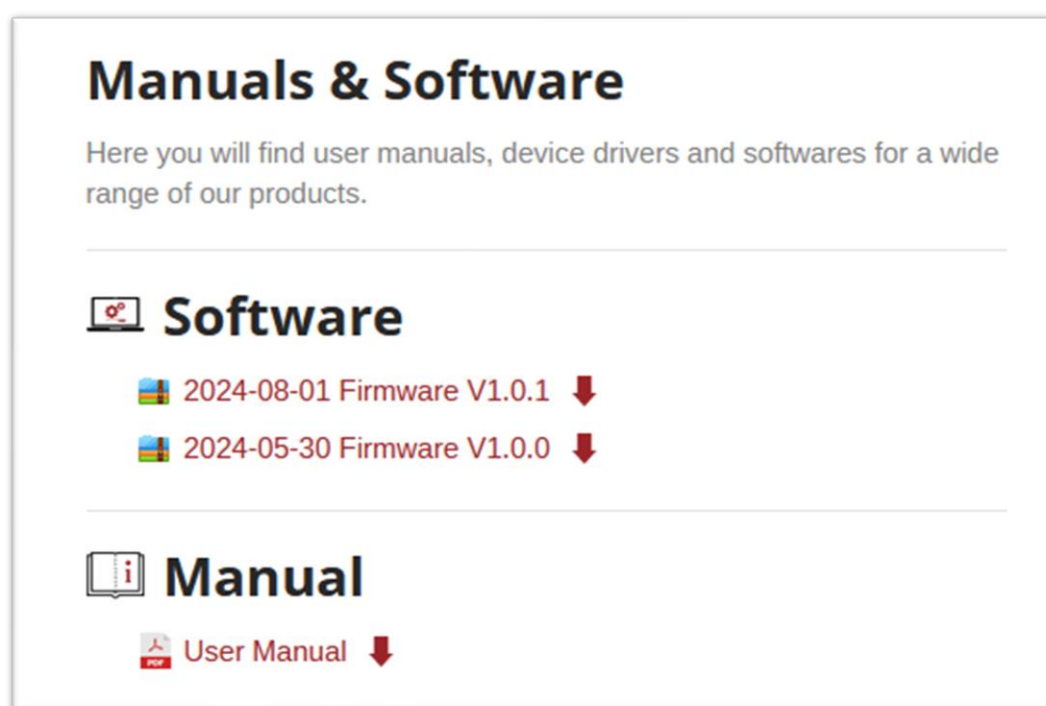 Manuals & Software
Here you will find user manuals, device drivers and softwares for a wide
range of our products.
Software
2024-08-01 Firmware V1.0.1
2024-05-30 Firmware V1.0.0
i Manual
PDF User Manual